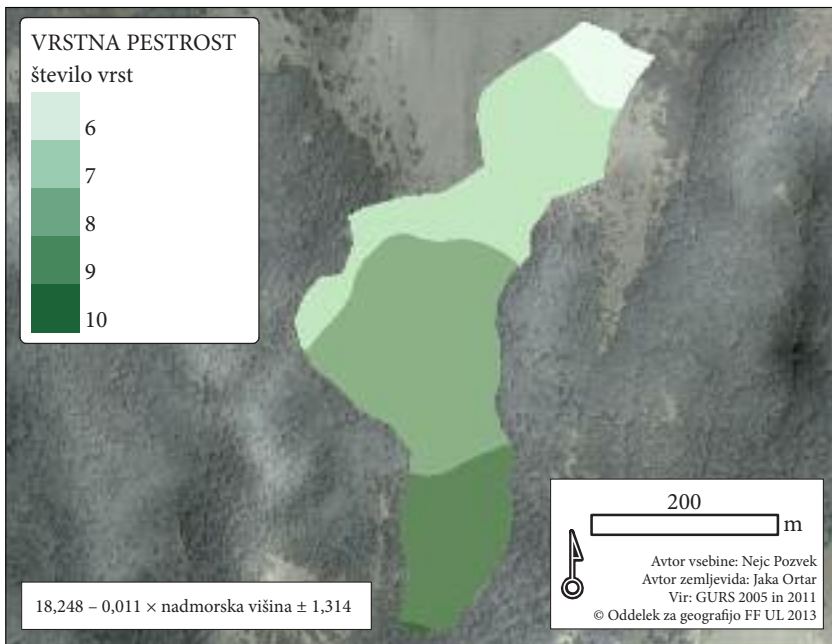 VRSTNA PESTROST
število vrst
6
7
8
9
10
200
m
Avtor vsebine: Nejc Pozvek
Avtor zemljevida: Jaka Ortar
Vir: GURS 2005 in 2011
© Oddelek za geografijo FF UL 2013
18,248 – 0,011 × nadmorska višina ± 1,314